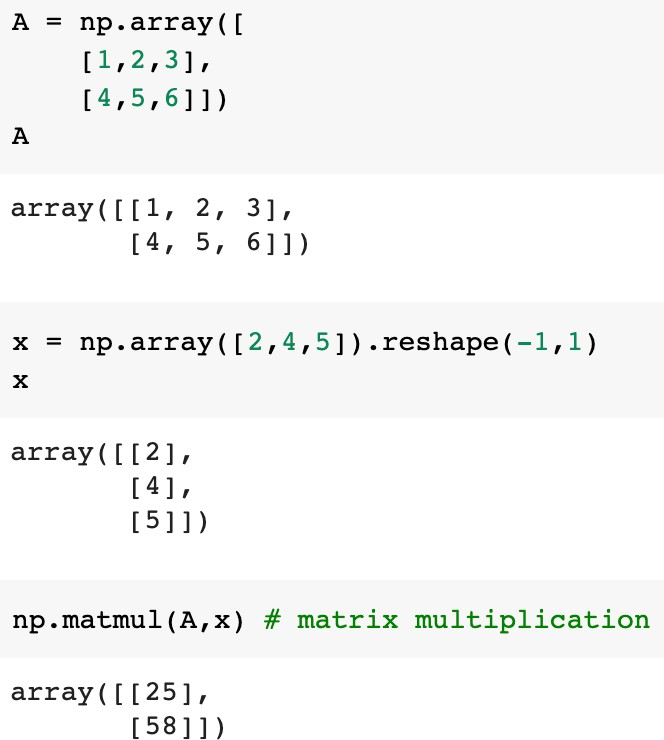 A = np.array([
    [1,2,3],
    [4,5,6]])
A
array([[1, 2, 3],
       [4, 5, 6]])
x = np.array([2,4,5]).reshape(-1,1)
x
array([[2],
       [4],
       [5]])
np.matmul(A,x) # matrix multiplication
array([[25],
       [58]])